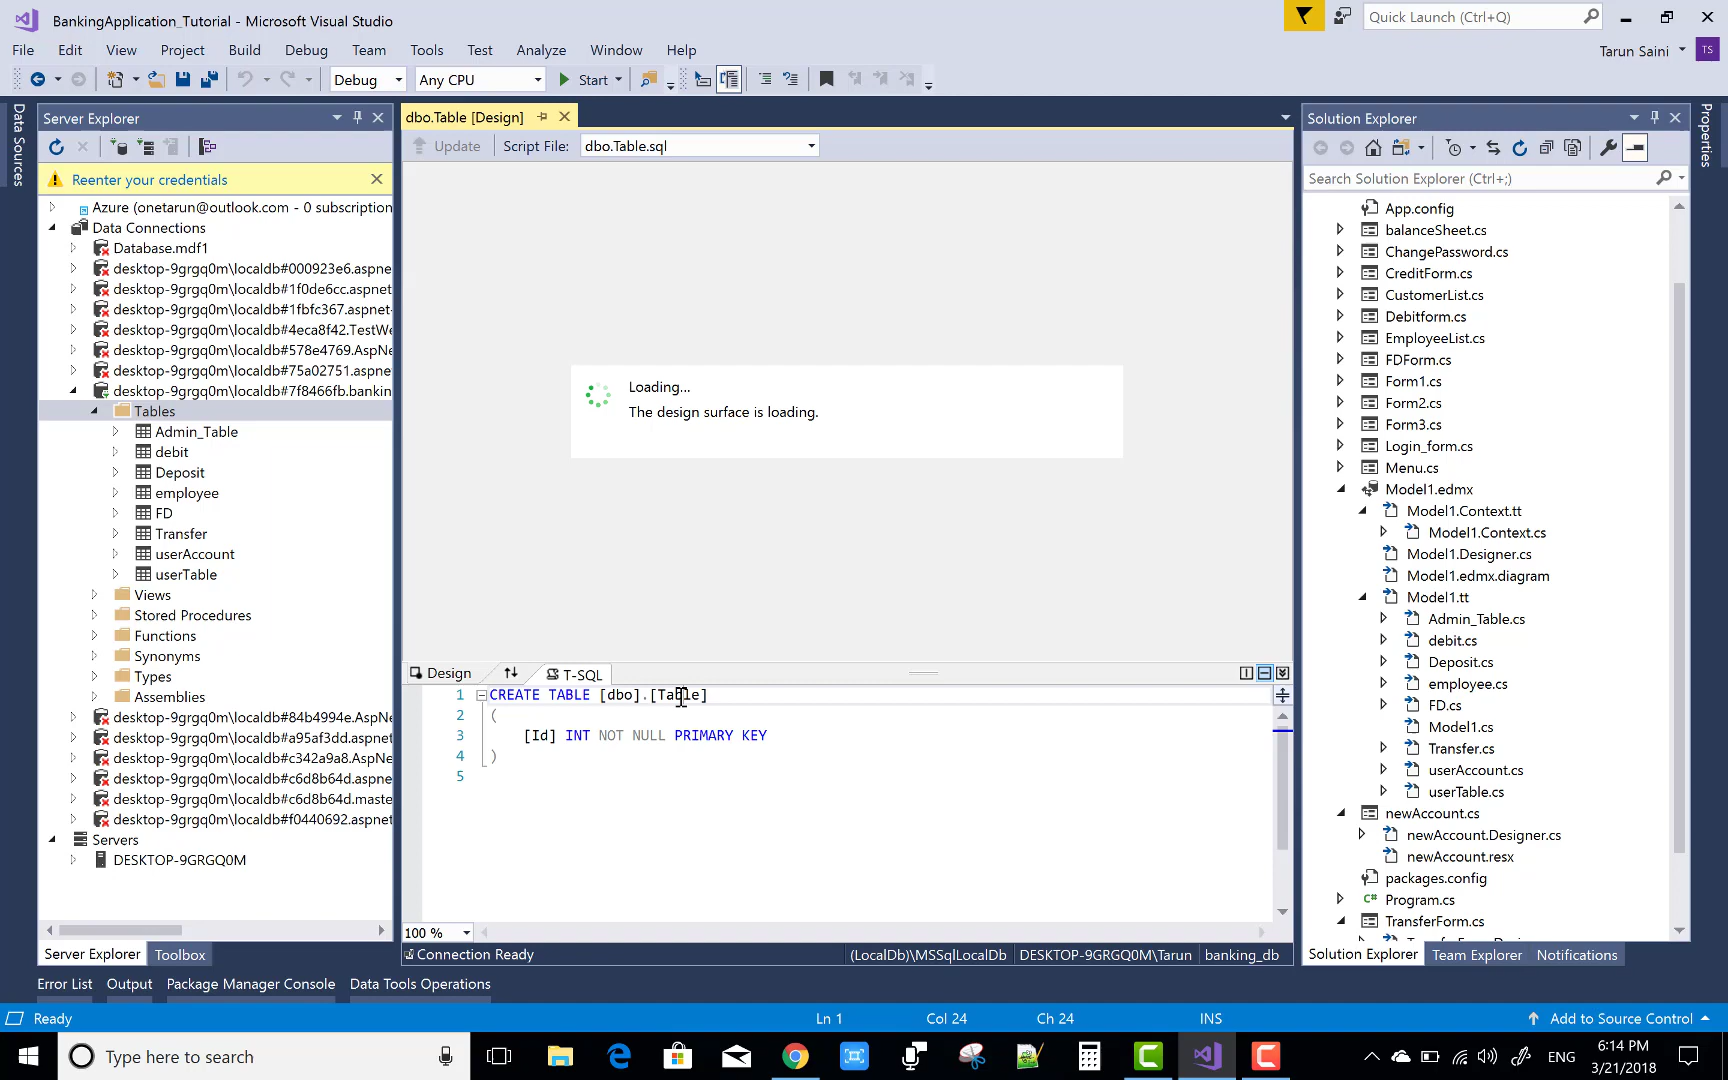 BankingApplication_Tutorial - Microsoft Visual Studio
Quick Launch (Ctrl+Q)
File Edit View Project Build Debug Team Tools Test Analyze Window Help
Tarun Saini
TS
Debug Any CPU Start
Data Sources
Server Explorer
Reenter your credentials
Azure (onetarun@outlook.com - 0 subscription
Data Connections
Database.mdf1
desktop-9grgq0m\localdb#000923e6.aspnet
desktop-9grgq0m\localdb#1f0de6cc.aspnet
desktop-9grgq0m\localdb#1fbfc367.aspnet-
desktop-9grgq0m\localdb#4eca8f42.TestWe
desktop-9grgq0m\localdb#578e4769.AspNe
desktop-9grgq0m\localdb#75a02751.aspnet
desktop-9grgq0m\localdb#7f8466fb.bankin
Tables
Admin_Table
debit
Deposit
employee
FD
Transfer
userAccount
userTable
Views
Stored Procedures
Functions
Synonyms
Types
Assemblies
desktop-9grgq0m\localdb#84b4994e.AspNe
desktop-9grgq0m\localdb#a95af3dd.aspnet
desktop-9grgq0m\localdb#c342a9a8.AspNe
desktop-9grgq0m\localdb#c6d8b64d.aspnet
desktop-9grgq0m\localdb#c6d8b64d.maste
desktop-9grgq0m\localdb#f0440692.aspnet
Servers
DESKTOP-9GRGQ0M
Server Explorer Toolbox
dbo.Table [Design]
Update Script File: dbo.Table.sql
Loading...
The design surface is loading.
Design T-SQL
1 CREATE TABLE [dbo].[Table]
2 (
3 [Id] INT NOT NULL PRIMARY KEY
4 )
5
100 %
Connection Ready (LocalDb)\MSSqlLocalDb DESKTOP-9GRGQ0M\Tarun banking_db
Solution Explorer
Search Solution Explorer (Ctrl+;)
App.config
balanceSheet.cs
ChangePassword.cs
CreditForm.cs
CustomerList.cs
Debitform.cs
EmployeeList.cs
FDForm.cs
Form1.cs
Form2.cs
Form3.cs
Login_form.cs
Menu.cs
Model1.edmx
Model1.Context.tt
Model1.Context.cs
Model1.Designer.cs
Model1.edmx.diagram
Model1.tt
Admin_Table.cs
debit.cs
Deposit.cs
employee.cs
FD.cs
Model1.cs
Transfer.cs
userAccount.cs
userTable.cs
newAccount.cs
newAccount.Designer.cs
newAccount.resx
packages.config
C# Program.cs
TransferForm.cs
Solution Explorer Team Explorer Notifications
Properties
Error List Output Package Manager Console Data Tools Operations
Ready Ln 1 Col 24 Ch 24 INS Add to Source Control
Type here to search
ENG
6:14 PM
3/21/2018